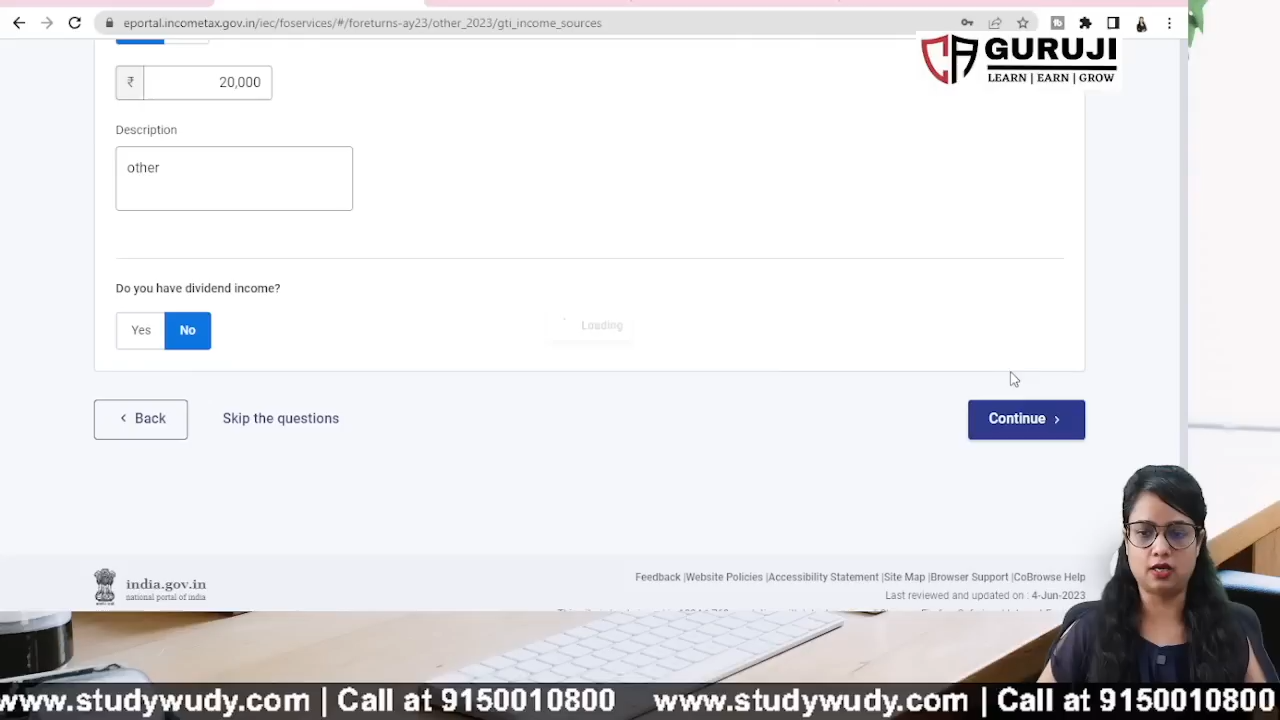 eportal.incometax.gov.in/iec/foservices/#/foreturns-ay23/other_2023/gti_income_sources
CA GURUJI
LEARN | EARN | GROW
₹ 20,000
Description
other
Do you have dividend income?
Yes No
Loading
< Back Skip the questions Continue >
india.gov.in
national portal of india
Feedback |Website Policies |Accessibility Statement |Site Map |Browser Support |CoBrowse Help
Last reviewed and updated on : 4-Jun-2023
www.studywudy.com | Call at 9150010800 www.studywudy.com | Call at 9150010800